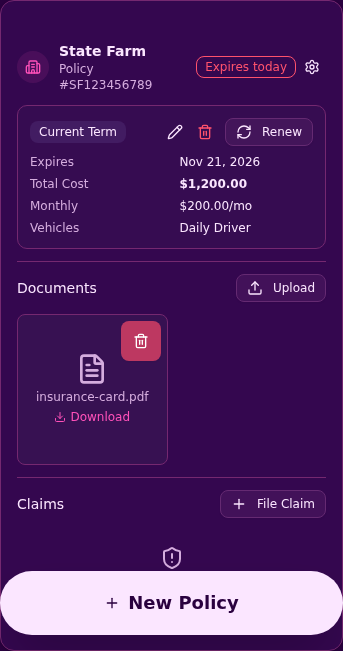 State Farm
Policy
#SF123456789
Expires today
Current Term
Renew
Expires Nov 21, 2026
Total Cost $1,200.00
Monthly $200.00/mo
Vehicles Daily Driver
Documents
Upload
insurance-card.pdf
Download
Claims
File Claim
New Policy